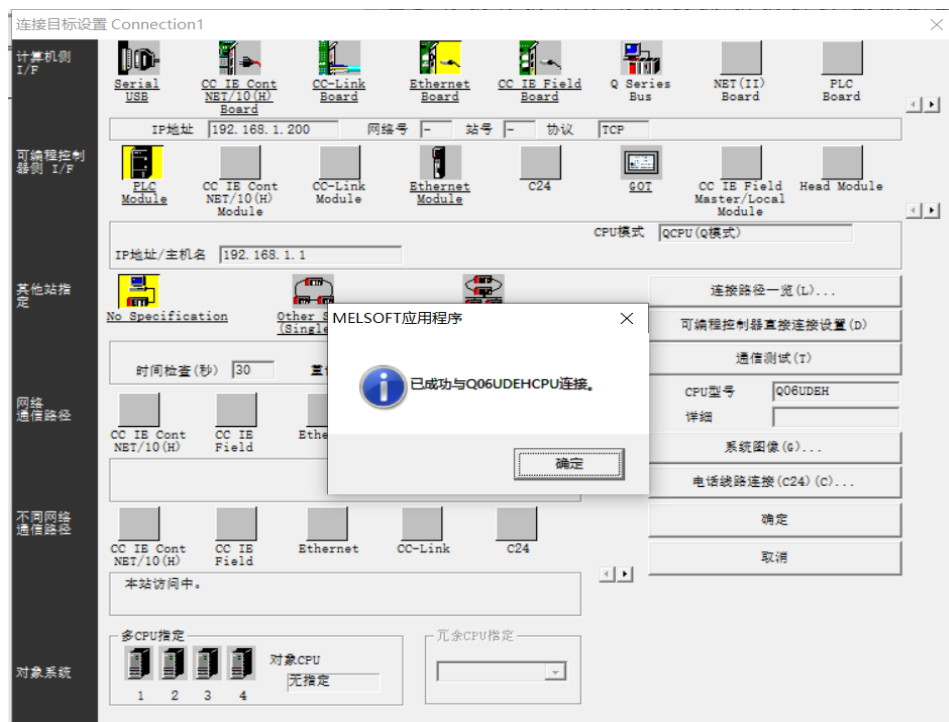 连接目标设置 Connection1
计算机侧
I/F
Serial
USB
CC IE Cont
NET/10(H)
Board
CC-Link
Board
Ethernet
Board
CC IE Field
Board
Q Series
Bus
NET(II)
Board
PLC
Board
IP地址 192.168.1.200 网络号 - 站号 - 协议 TCP
可编程控制
器侧 I/F
PLC
Module
CC IE Cont
NET/10(H)
Module
CC-Link
Module
Ethernet
Module
C24
GOT
CC IE Field
Master/Local
Module
Head Module
CPU模式 QCPU(Q模式)
IP地址/主机名 192.168.1.1
其他站指
定
No Specification
Other S
(Single
时间检查(秒) 30
连接路径一览(L)...
可编程控制器直接连接设置(D)
通信测试(T)
CPU型号 Q06UDEH
详细
系统图像(G)...
电话线路连接(C24)(C)...
确定
取消
MELSOFT应用程序
已成功与Q06UDEHCPU连接。
确定
网络
通信路径
CC IE Cont
NET/10(H)
CC IE
Field
Ethe
不同网络
通信路径
CC IE Cont
NET/10(H)
CC IE
Field
Ethernet
CC-Link
C24
本站访问中。
对象系统
多CPU指定
1 2 3 4
对象CPU
无指定
冗余CPU指定